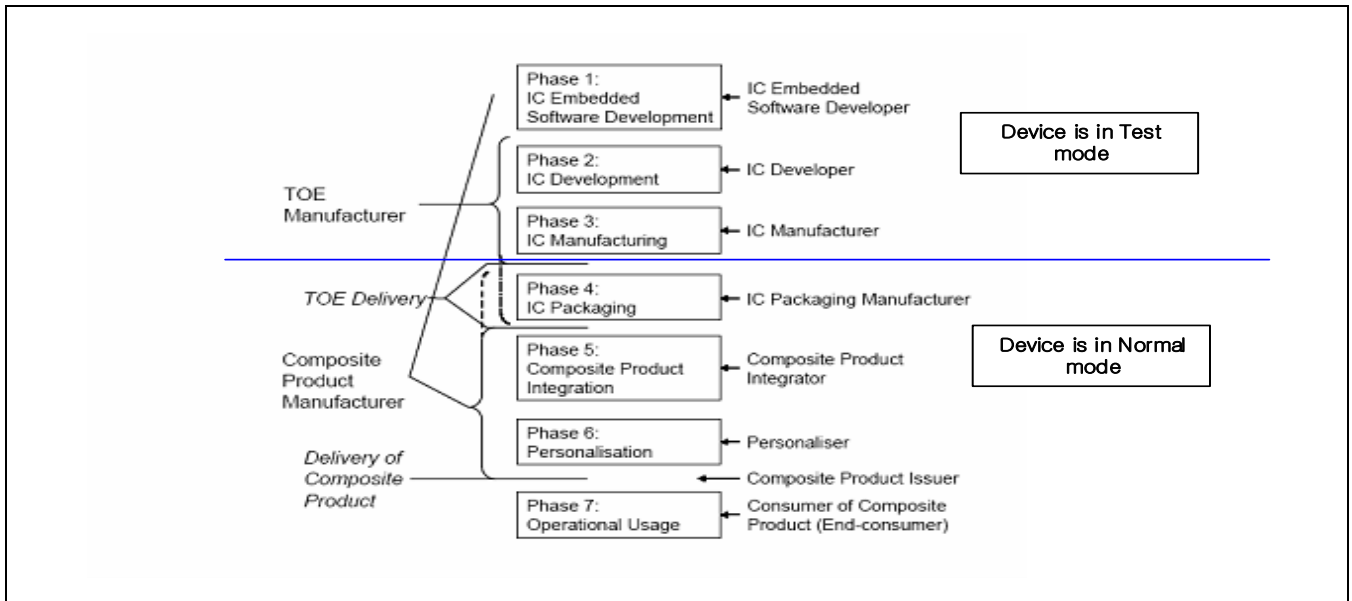 Phase 1:
IC Embedded
Software Development
IC Embedded
Software Developer
Device is in Test
mode
Phase 2:
IC Development
IC Developer
TOE
Manufacturer
Phase 3:
IC Manufacturing
IC Manufacturer
TOE Delivery
Phase 4:
IC Packaging
IC Packaging Manufacturer
Device is in Normal
mode
Composite
Product
Manufacturer
Phase 5:
Composite Product
Integration
Composite Product
Integrator
Phase 6:
Personalisation
Personaliser
Delivery of
Composite
Product
Composite Product Issuer
Phase 7:
Operational Usage
Consumer of Composite
Product (End-consumer)